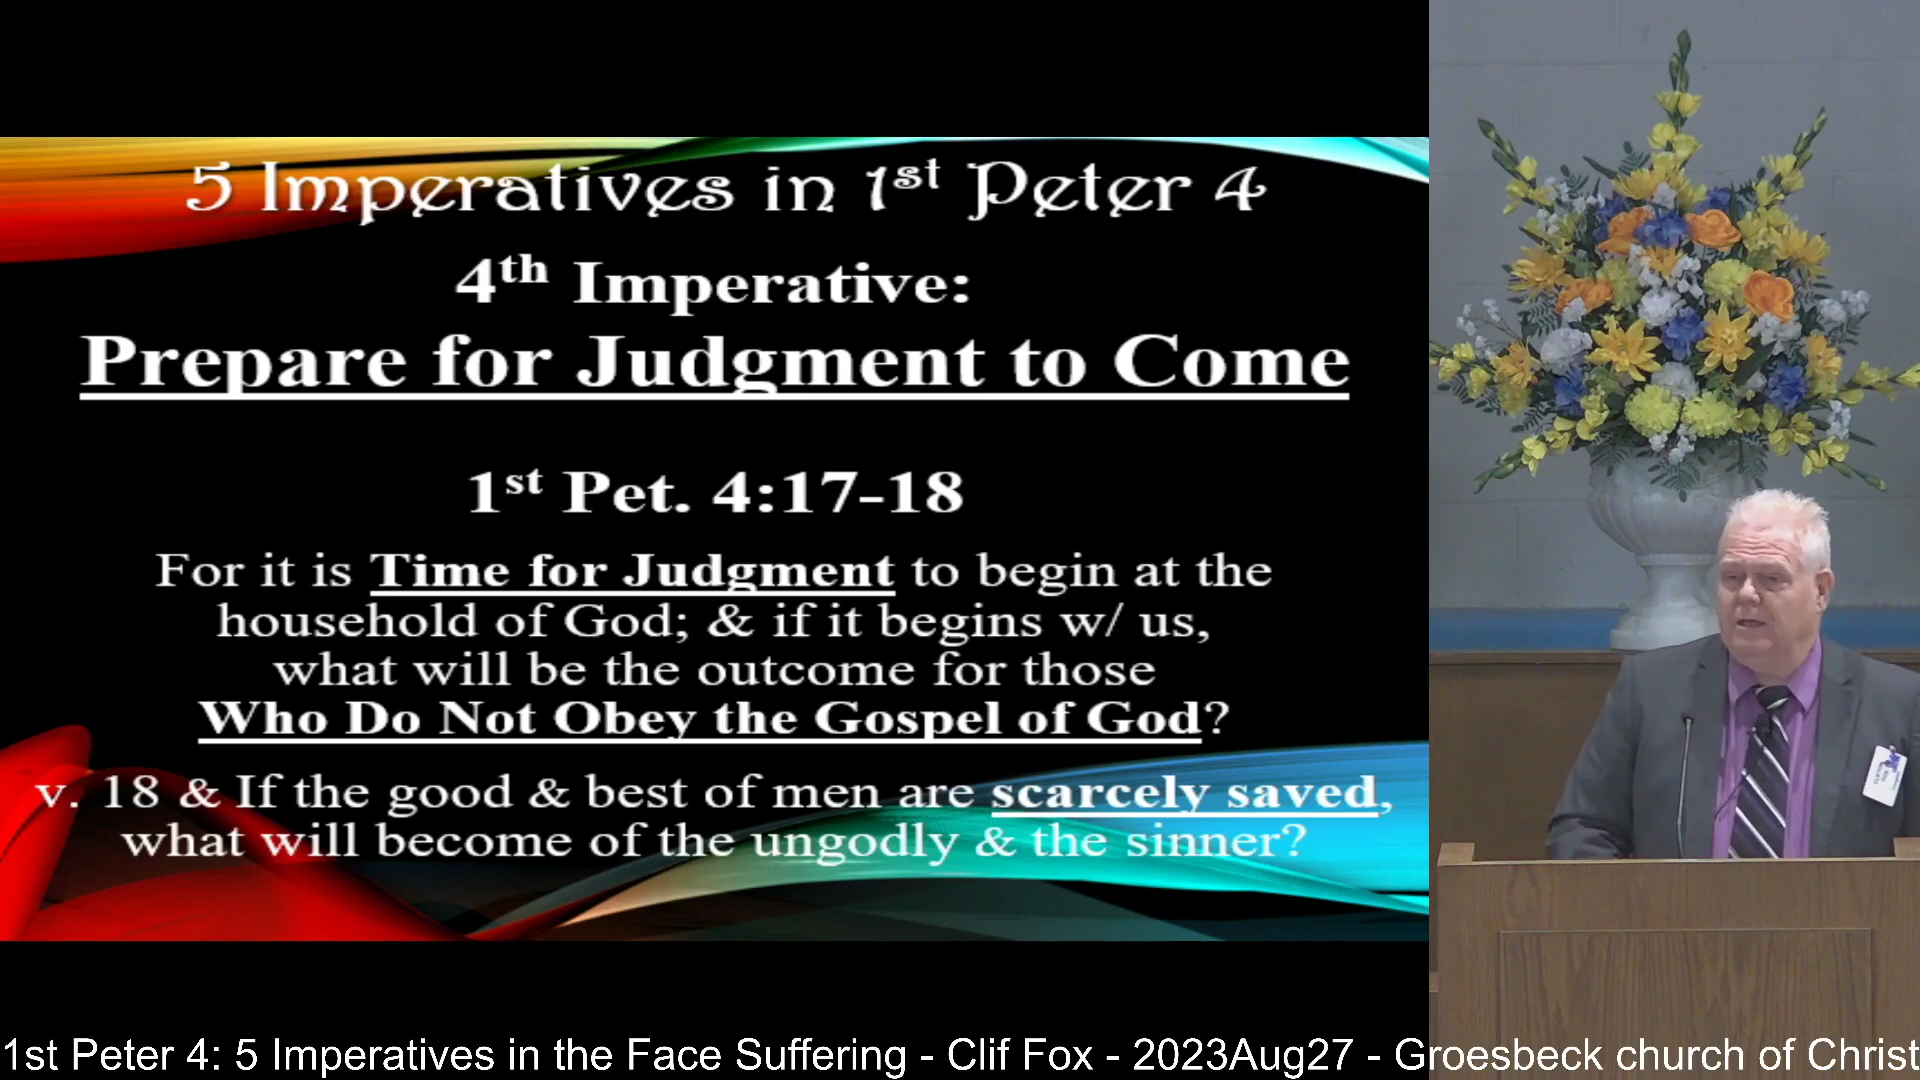 5 Imperatives in 1st Peter 4
4th Imperative:
Prepare for Judgment to Come
1st Pet. 4:17-18
For it is Time for Judgment to begin at the
household of God; & if it begins w/ us,
what will be the outcome for those
Who Do Not Obey the Gospel of God?
v. 18 & If the good & best of men are scarcely saved,
what will become of the ungodly & the sinner?
1st Peter 4: 5 Imperatives in the Face Suffering - Clif Fox - 2023Aug27 - Groesbeck church of Christ